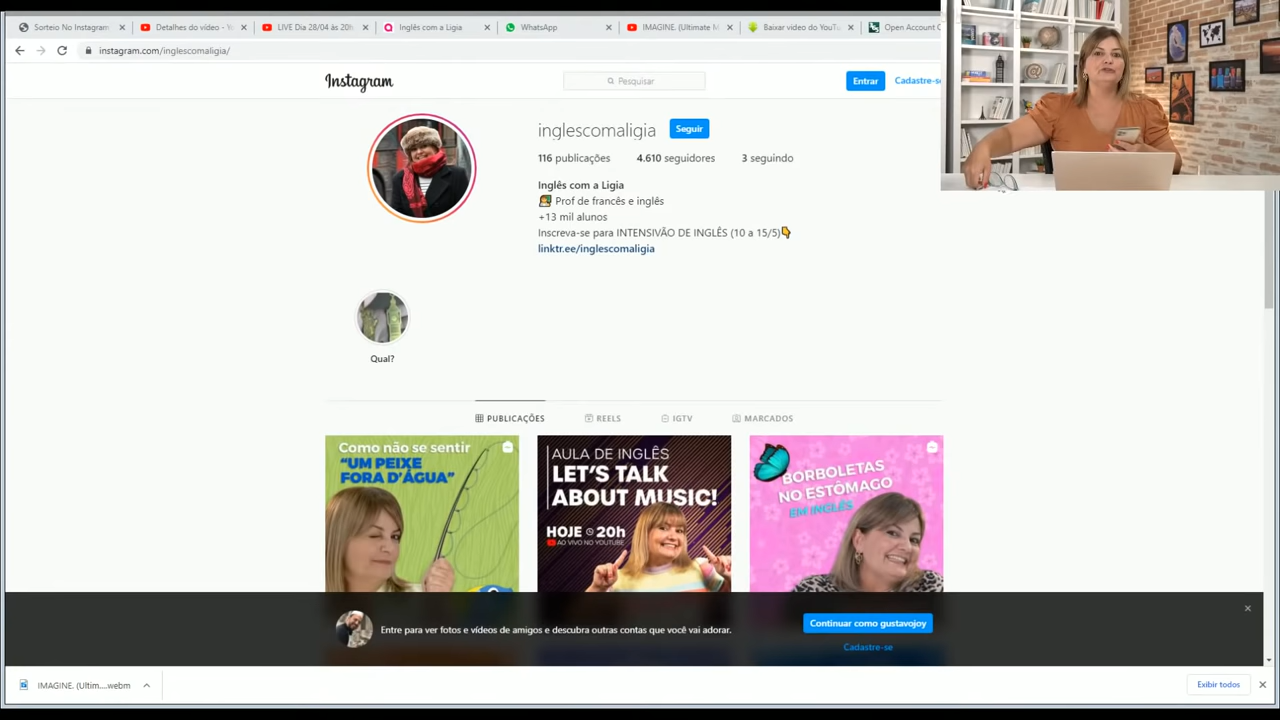 Sorteio No Instagram
Detalhes do vídeo - Yo
LIVE Dia 28/04 às 20h
Inglês com a Ligia
WhatsApp
IMAGINE. (Ultimate M
Baixar video do YouTu
Open Account C
instagram.com/inglescomaligia/
Instagram
Pesquisar
Entrar
Cadastre-se
inglescomaligia
Seguir
116 publicações
4.610 seguidores
3 seguindo
Inglês com a Ligia
Prof de francês e inglês
+13 mil alunos
Inscreva-se para INTENSIVÃO DE INGLÊS (10 a 15/5)
linktr.ee/inglescomaligia
Qual?
PUBLICAÇÕES
REELS
IGTV
MARCADOS
Como não se sentir
"UM PEIXE
FORA D'ÁGUA"
AULA DE INGLÊS
LET'S TALK
ABOUT MUSIC!
HOJE 20h
AO VIVO NO YOUTUBE
BORBOLETAS
NO ESTÔMAGO
EM INGLÊS
Entre para ver fotos e vídeos de amigos e descubra outras contas que você vai adorar.
Continuar como gustavojoy
Cadastre-se
IMAGINE. (Ultim....webm
Exibir todos